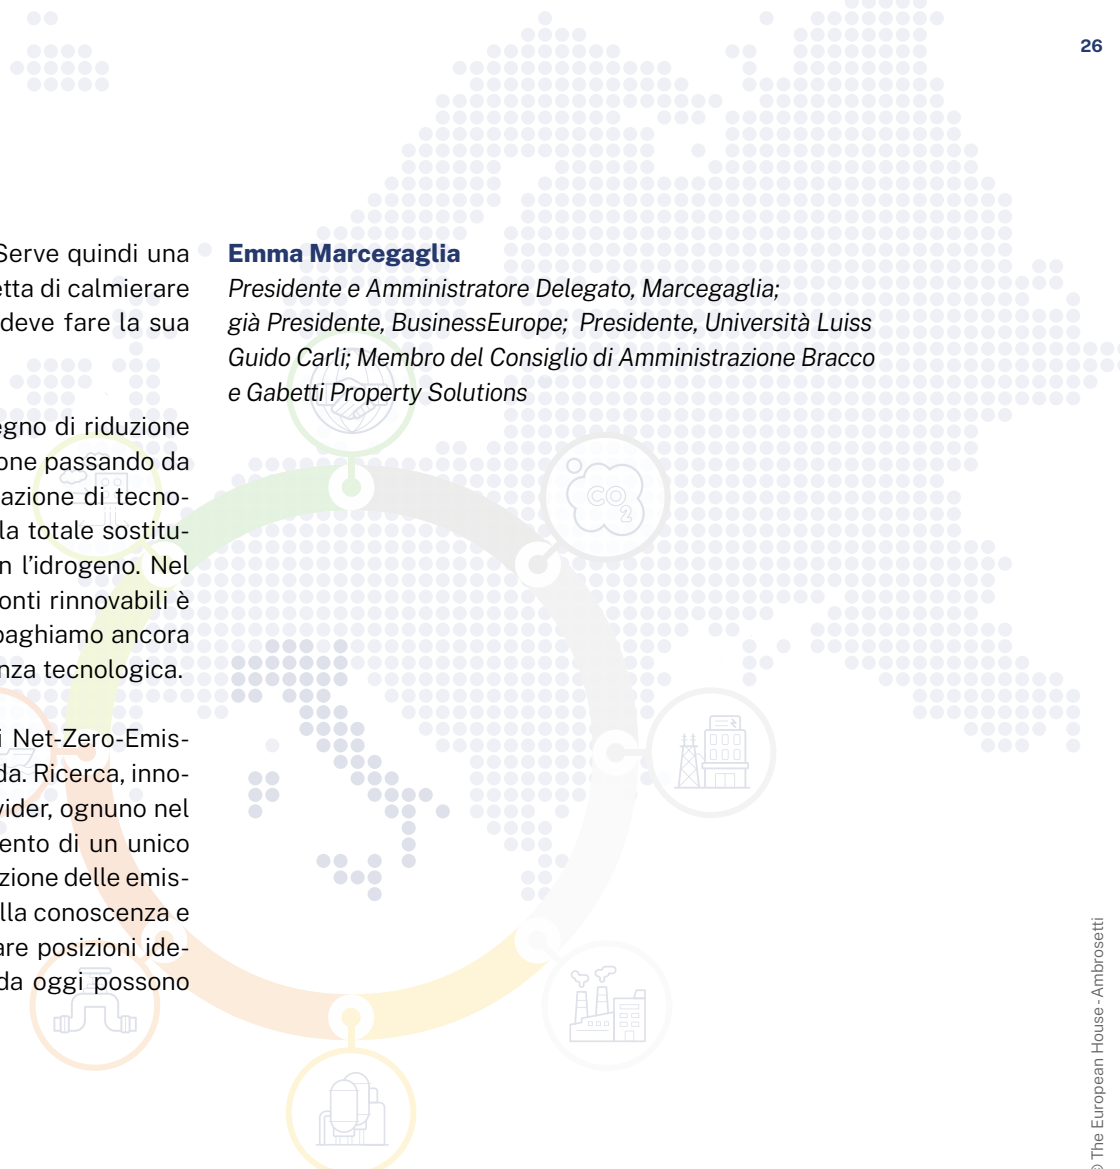 26
Serve quindi una
etta di calmierare
deve fare la sua
egno di riduzione
one passando da
azione di tecno-
la totale sostitu-
n l’idrogeno. Nel
onti rinnovabili è
paghiamo ancora
nza tecnologica.
i Net-Zero-Emis-
da. Ricerca, inno-
vider, ognuno nel
ento di un unico
zione delle emis-
lla conoscenza e
are posizioni ide-
da oggi possono
Emma Marcegaglia
Presidente e Amministratore Delegato, Marcegaglia;
già Presidente, BusinessEurope; Presidente, Università Luiss
Guido Carli; Membro del Consiglio di Amministrazione Bracco
e Gabetti Property Solutions
CO2
© The European House - Ambrosetti